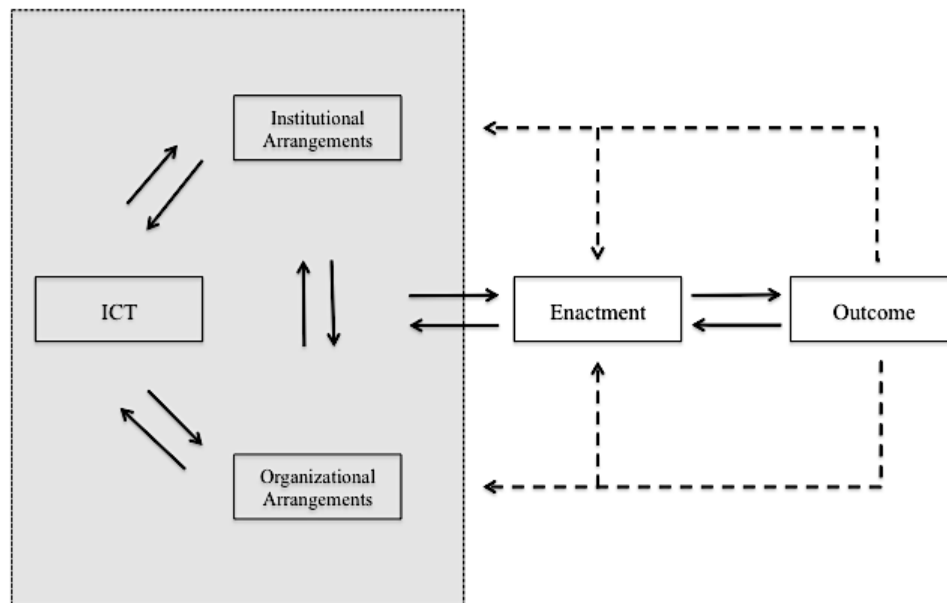 Institutional
Arrangements
ICT
Enactment
Outcome
Organizational
Arrangements